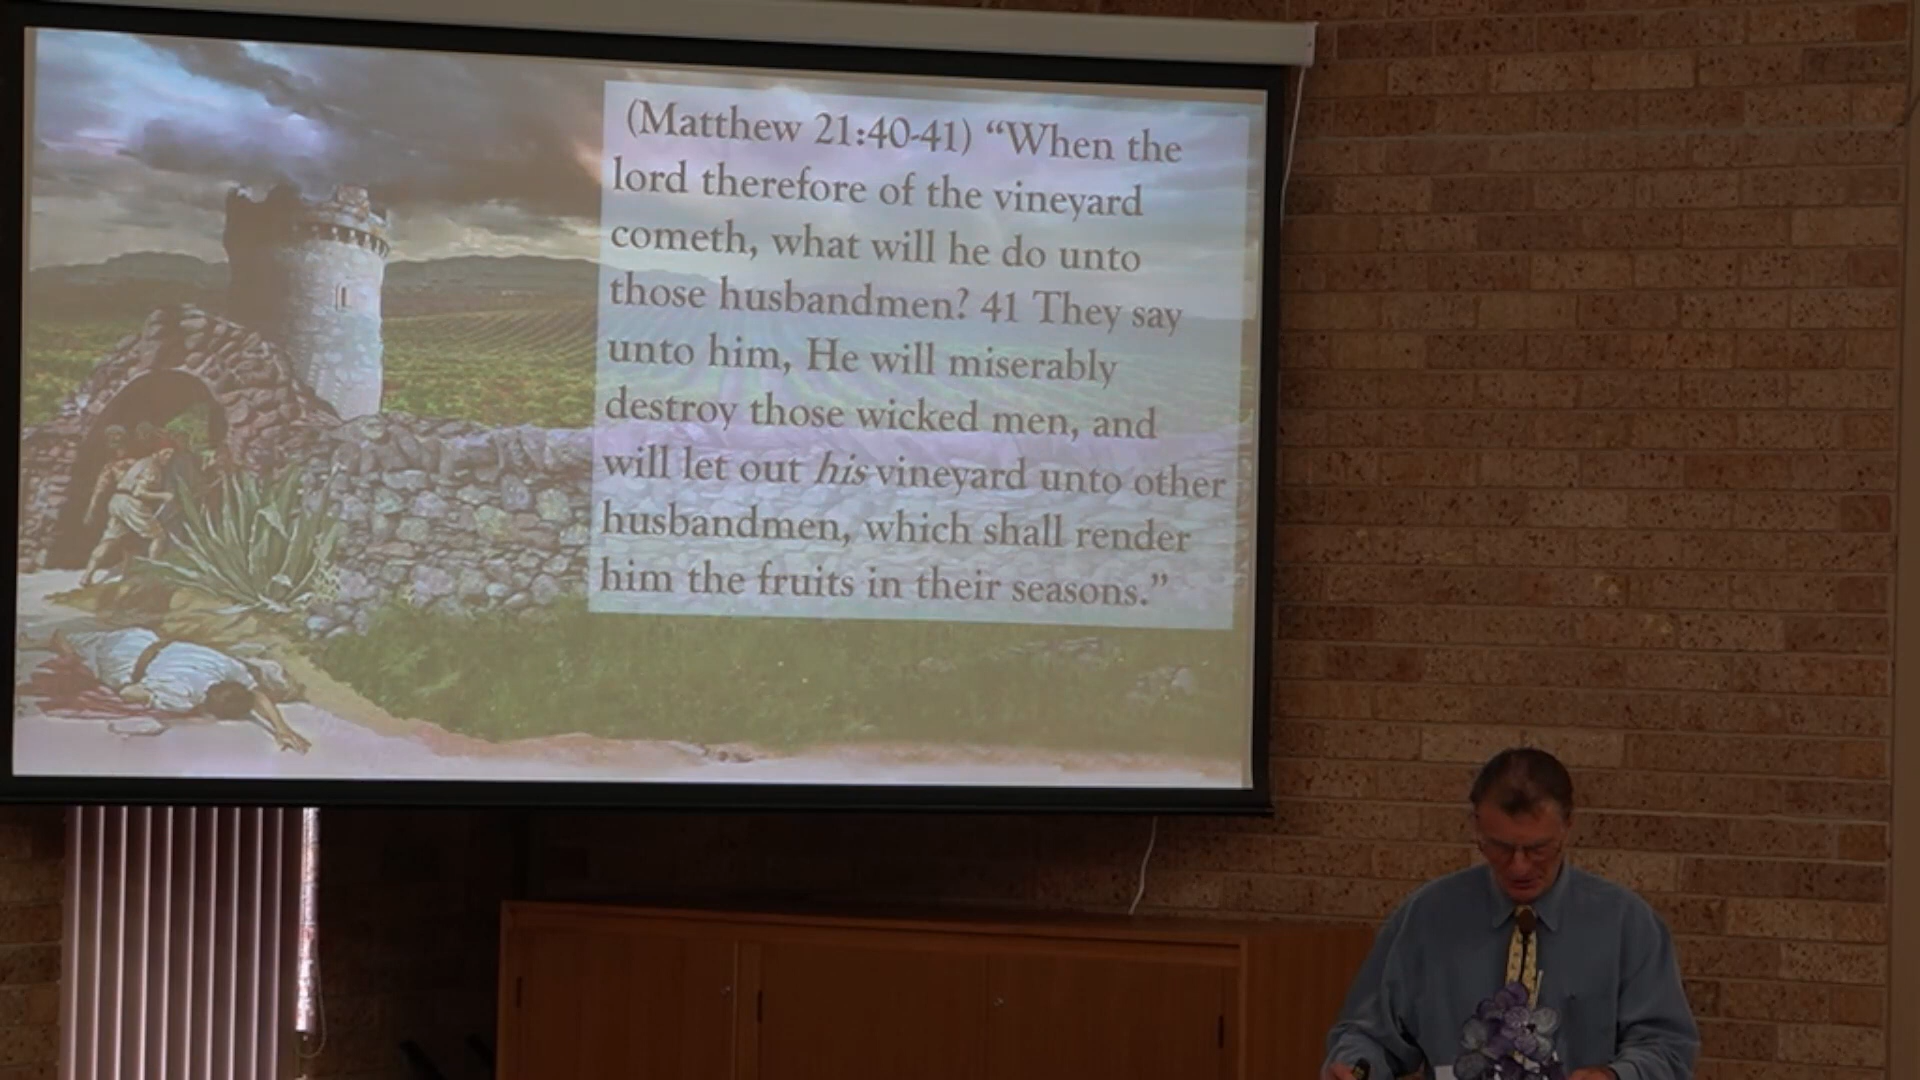 (Matthew 21:40-41) “When the
lord therefore of the vineyard
cometh, what will he do unto
those husbandmen? 41 They say
unto him, He will miserably
destroy those wicked men, and
will let out his vineyard unto other
husbandmen, which shall render
him the fruits in their seasons.”